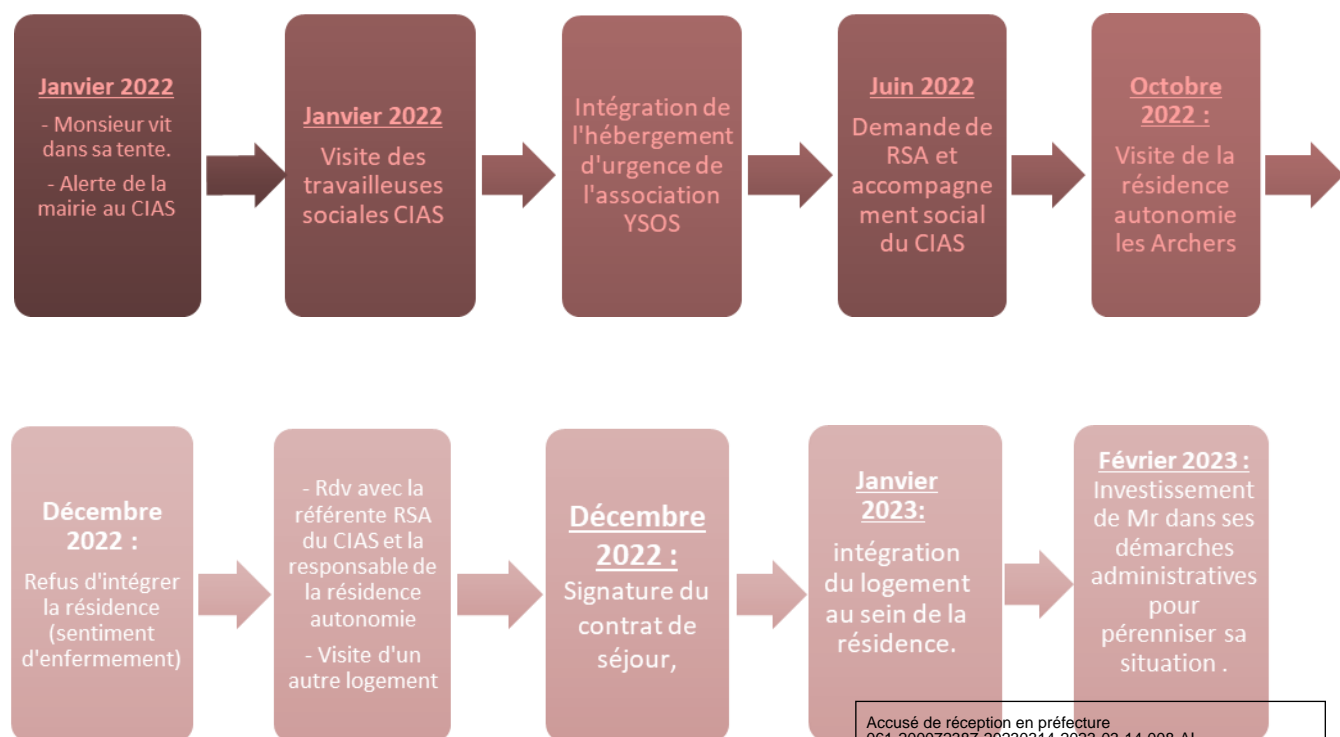 Janvier 2022
- Monsieur vit
dans sa tente.
- Alerte de la
mairie au CIAS
Janvier 2022
Visite des
travailleuses
sociales CIAS
Intégration de
l'hébergement
d'urgence de
l'association
YSOS
Juin 2022
Demande de
RSA et
accompagne
ment social
du CIAS
Octobre
2022 :
Visite de la
résidence
autonomie
les Archers
Décembre
2022 :
Refus d'intégrer
la résidence
(sentiment
d'enfermement)
- Rdv avec la
référente RSA
du CIAS et la
responsable de
la résidence
autonomie
- Visite d'un
autre logement
Décembre
2022 :
Signature du
contrat de
séjour,
Janvier
2023:
intégration
du logement
au sein de la
résidence.
Février 2023 :
Investissement
de Mr dans ses
démarches
administratives
pour
pérenniser sa
situation .
Accusé de réception en préfecture